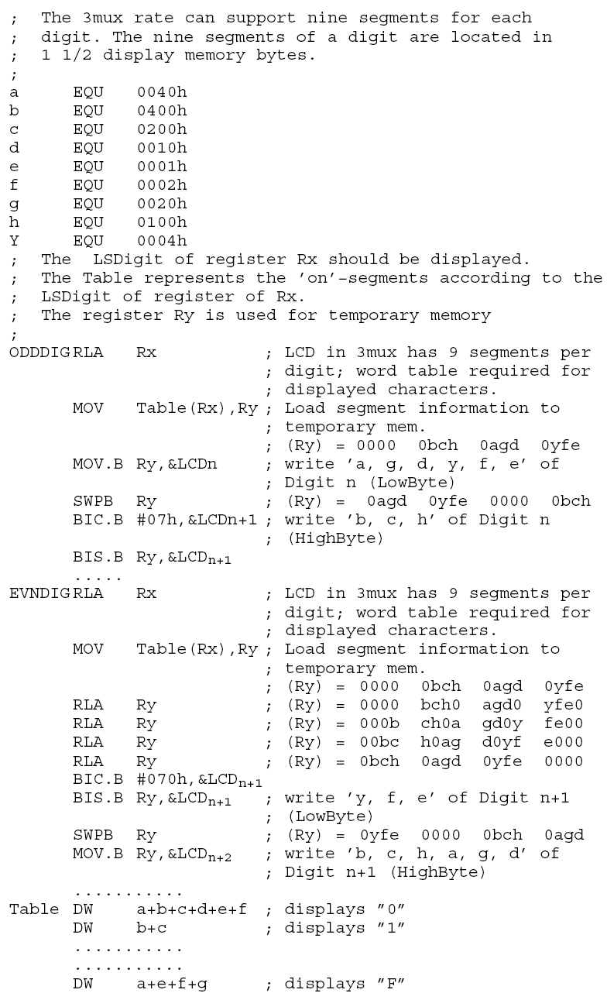 ;  The 3mux rate can support nine segments for each
;  digit. The nine segments of a digit are located in
;  1 1/2 display memory bytes.
;
a      EQU   0040h
b      EQU   0400h
c      EQU   0200h
d      EQU   0010h
e      EQU   0001h
f      EQU   0002h
g      EQU   0020h
h      EQU   0100h
Y      EQU   0004h
;  The  LSDigit of register Rx should be displayed.
;  The Table represents the 'on'-segments according to the
;  LSDigit of register of Rx.
;  The register Ry is used for temporary memory
;
ODDDIGRLA   Rx          ; LCD in 3mux has 9 segments per
                        ; digit; word table required for
                        ; displayed characters.
      MOV   Table(Rx),Ry ; Load segment information to
                        ; temporary mem.
                        ; (Ry) = 0000  0bch  0agd  0yfe
      MOV.B Ry,&LCDn    ; write 'a, g, d, y, f, e' of
                        ; Digit n (LowByte)
      SWPB  Ry          ; (Ry) =  0agd  0yfe  0000  0bch
      BIC.B #07h,&LCDn+1 ; write 'b, c, h' of Digit n
                        ; (HighByte)
      BIS.B Ry,&LCDn+1
      .....
EVNDIGRLA   Rx          ; LCD in 3mux has 9 segments per
                        ; digit; word table required for
                        ; displayed characters.
      MOV   Table(Rx),Ry ; Load segment information to
                        ; temporary mem.
                        ; (Ry) = 0000  0bch  0agd  0yfe
      RLA   Ry          ; (Ry) = 0000  bch0  agd0  yfe0
      RLA   Ry          ; (Ry) = 000b  ch0a  gd0y  fe00
      RLA   Ry          ; (Ry) = 00bc  h0ag  d0yf  e000
      RLA   Ry          ; (Ry) = 0bch  0agd  0yfe  0000
      BIC.B #070h,&LCDn+1
      BIS.B Ry,&LCDn+1  ; write 'y, f, e' of Digit n+1
                        ; (LowByte)
      SWPB  Ry          ; (Ry) = 0yfe  0000  0bch  0agd
      MOV.B Ry,&LCDn+2  ; write 'b, c, h, a, g, d' of
                        ; Digit n+1 (HighByte)
      ...........
Table DW    a+b+c+d+e+f ; displays "0"
      DW    b+c         ; displays "1"
      ...........
      ...........
      DW    a+e+f+g     ; displays "F"